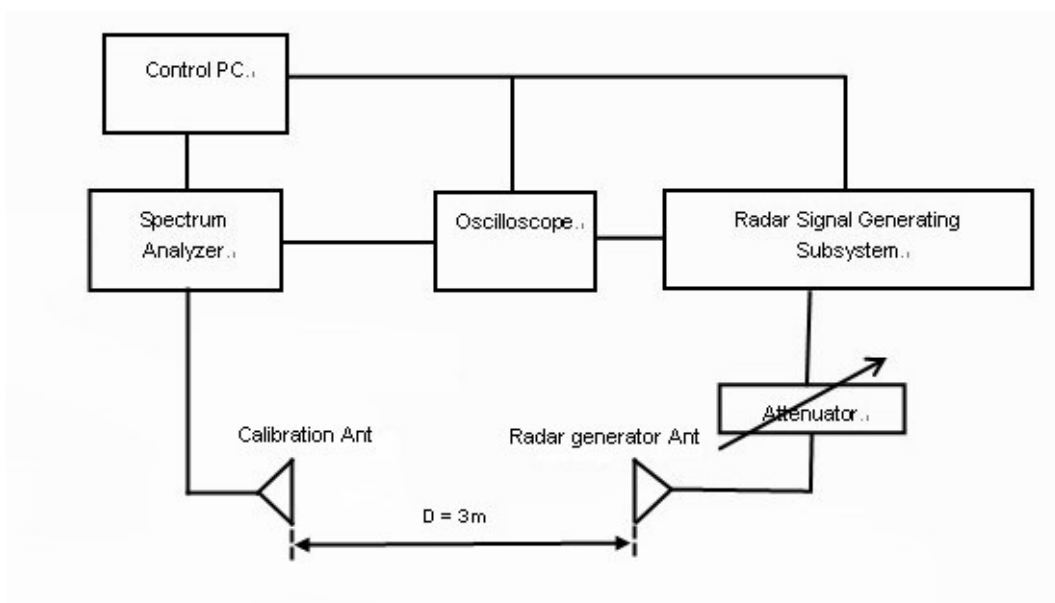 Control PC.
Spectrum
Analyzer.
Oscilloscope.
Radar Signal Generating
Subsystem.
Attenuator.
Calibration Ant
Radar generator Ant
D = 3m